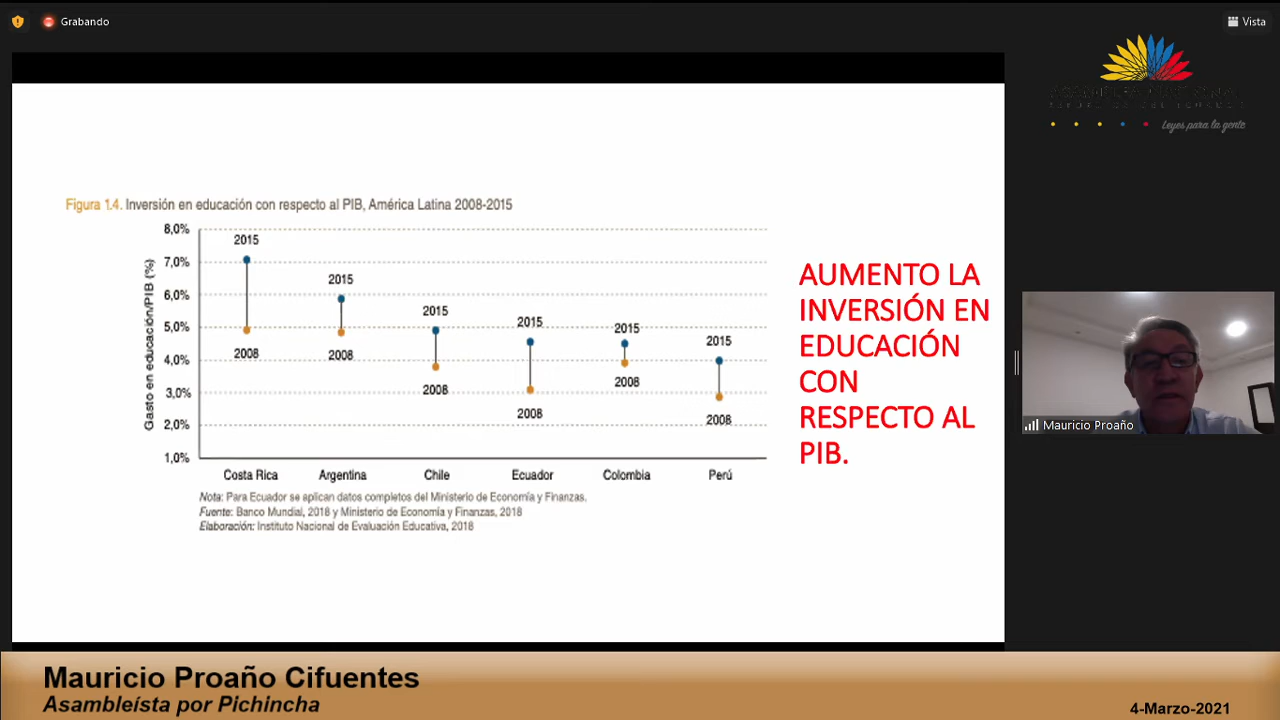 Grabando
Vista
Leyes para la gente
Figura 1.4. Inversión en educación con respecto al PIB, América Latina 2008-2015
Gasto en educación/PIB (%)
8,0%
7,0%
6,0%
5,0%
4,0%
3,0%
2,0%
1,0%
2015
2008
2015
2008
2015
2008
2015
2008
2015
2008
2015
2008
Costa Rica
Argentina
Chile
Ecuador
Colombia
Perú
Nota: Para Ecuador se aplican datos completos del Ministerio de Economía y Finanzas.
Fuente: Banco Mundial, 2018 y Ministerio de Economía y Finanzas, 2018
Elaboración: Instituto Nacional de Evaluación Educativa, 2018
AUMENTO LA
INVERSIÓN EN
EDUCACIÓN
CON
RESPECTO AL
PIB.
Mauricio Proaño
Mauricio Proaño Cifuentes
Asambleísta por Pichincha
4-Marzo-2021